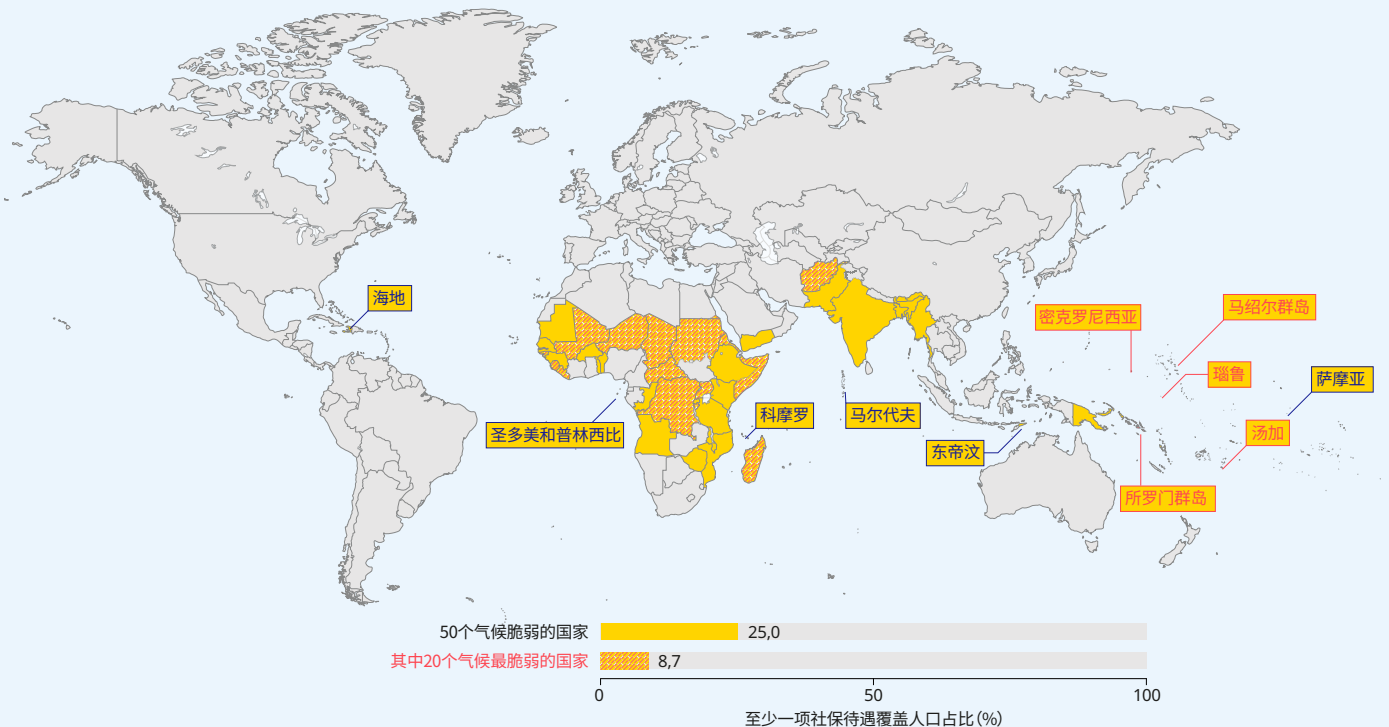 海地
密克罗尼西亚
马绍尔群岛
瑙鲁
萨摩亚
圣多美和普林西比
科摩罗
马尔代夫
东帝汶
汤加
所罗门群岛
50个气候脆弱的国家 25,0
其中20个气候最脆弱的国家 8,7
0 50 100
至少一项社保待遇覆盖人口占比(%)